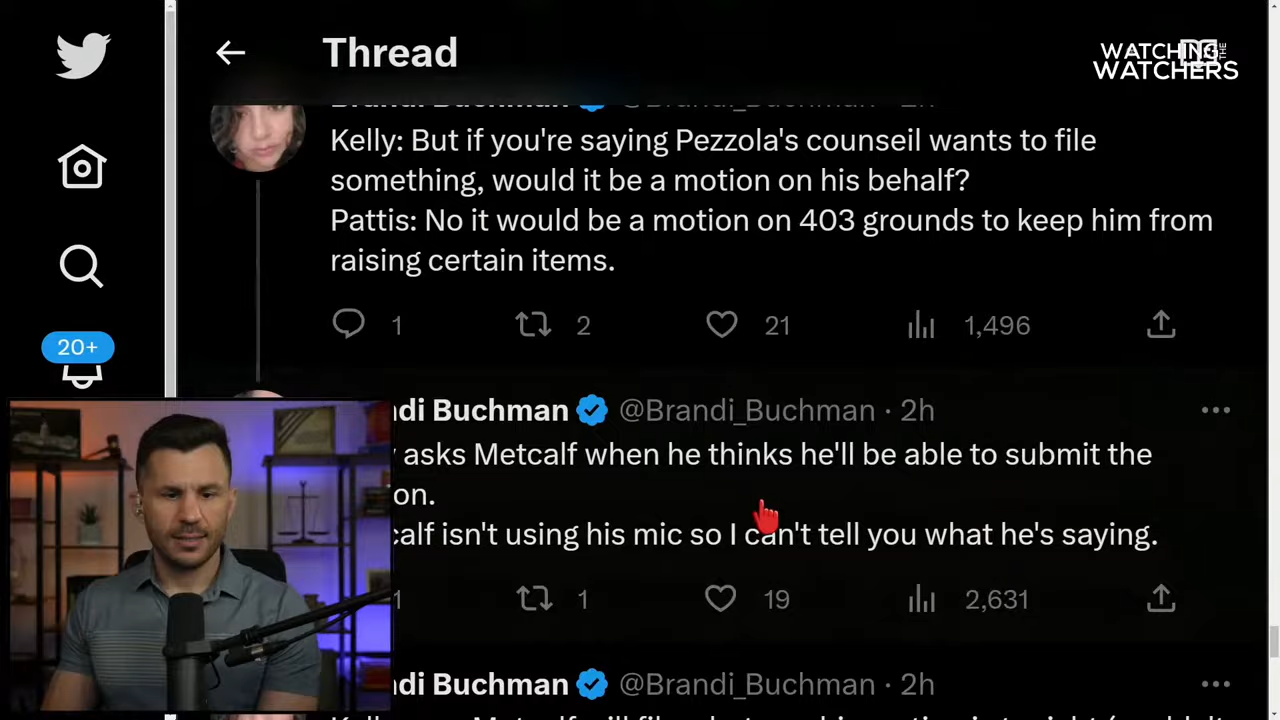 Thread
WATCHING THE
WATCHERS
Brandi Buchman @Brandi_Buchman · 2h
Kelly: But if you're saying Pezzola's counseil wants to file
something, would it be a motion on his behalf?
Pattis: No it would be a motion on 403 grounds to keep him from
raising certain items.
1 2 21 1,496
20+
di Buchman @Brandi_Buchman · 2h
asks Metcalf when he thinks he'll be able to submit the
on.
calf isn't using his mic so I can't tell you what he's saying.
1 1 19 2,631
di Buchman @Brandi_Buchman · 2h